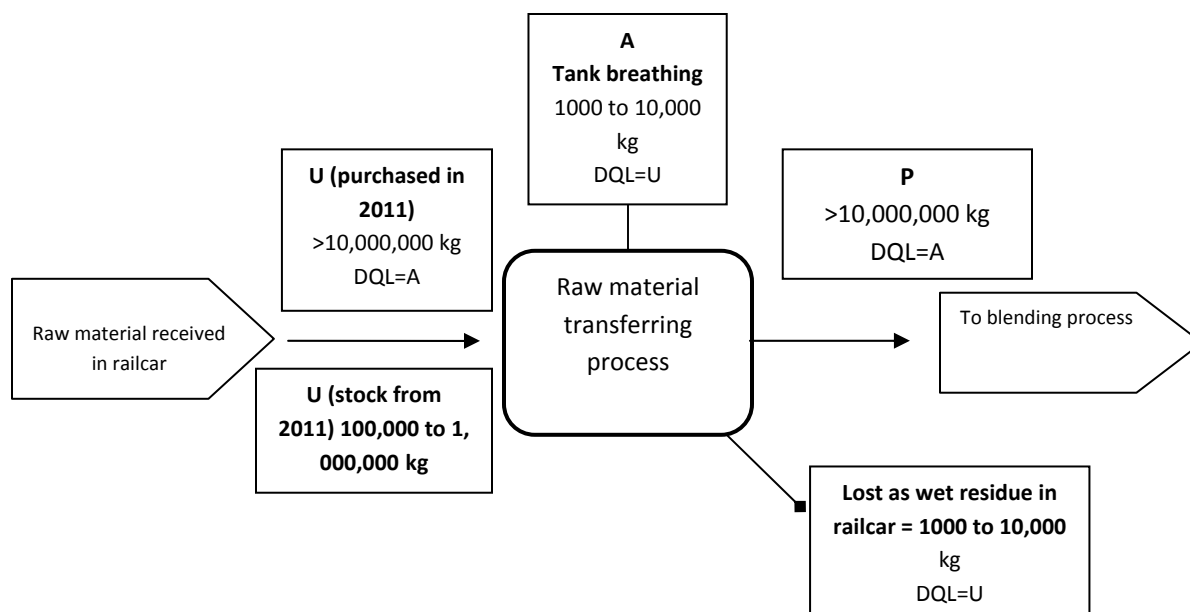 A
Tank breathing
1000 to 10,000
kg
DQL=U
U (purchased in
2011)
>10,000,000 kg
DQL=A
P
>10,000,000 kg
DQL=A
Raw material received
in railcar
Raw material
transferring
process
To blending process
U (stock from
2011) 100,000 to 1,
000,000 kg
Lost as wet residue in
railcar = 1000 to 10,000
kg
DQL=U